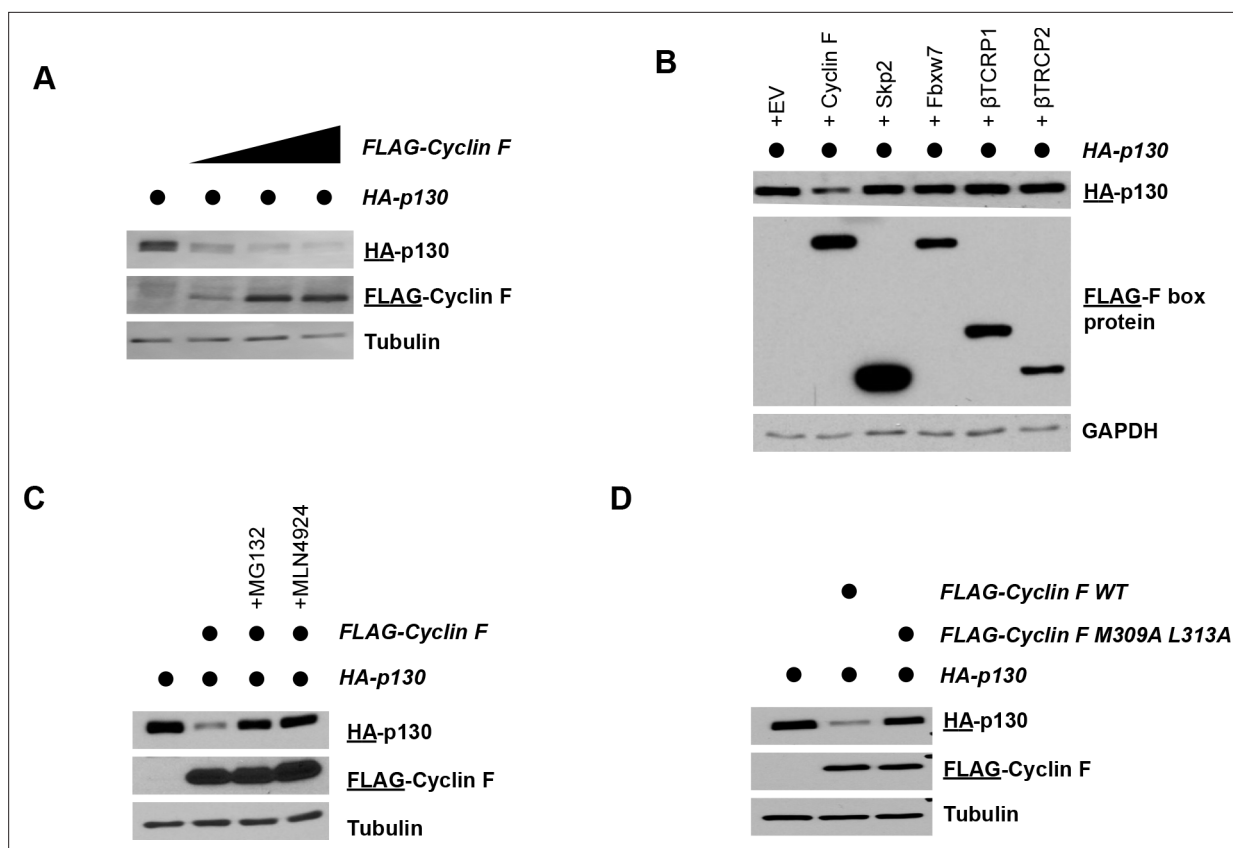 A
FLAG-Cyclin F
HA-p130
HA-p130
FLAG-Cyclin F
Tubulin
B
+EV
+ Cyclin F
+ Skp2
+ Fbxw7
+ βTCRP1
+ βTRCP2
HA-p130
HA-p130
FLAG-F box
protein
GAPDH
C
+MG132
+MLN4924
FLAG-Cyclin F
HA-p130
HA-p130
FLAG-Cyclin F
Tubulin
D
FLAG-Cyclin F WT
FLAG-Cyclin F M309A L313A
HA-p130
HA-p130
FLAG-Cyclin F
Tubulin